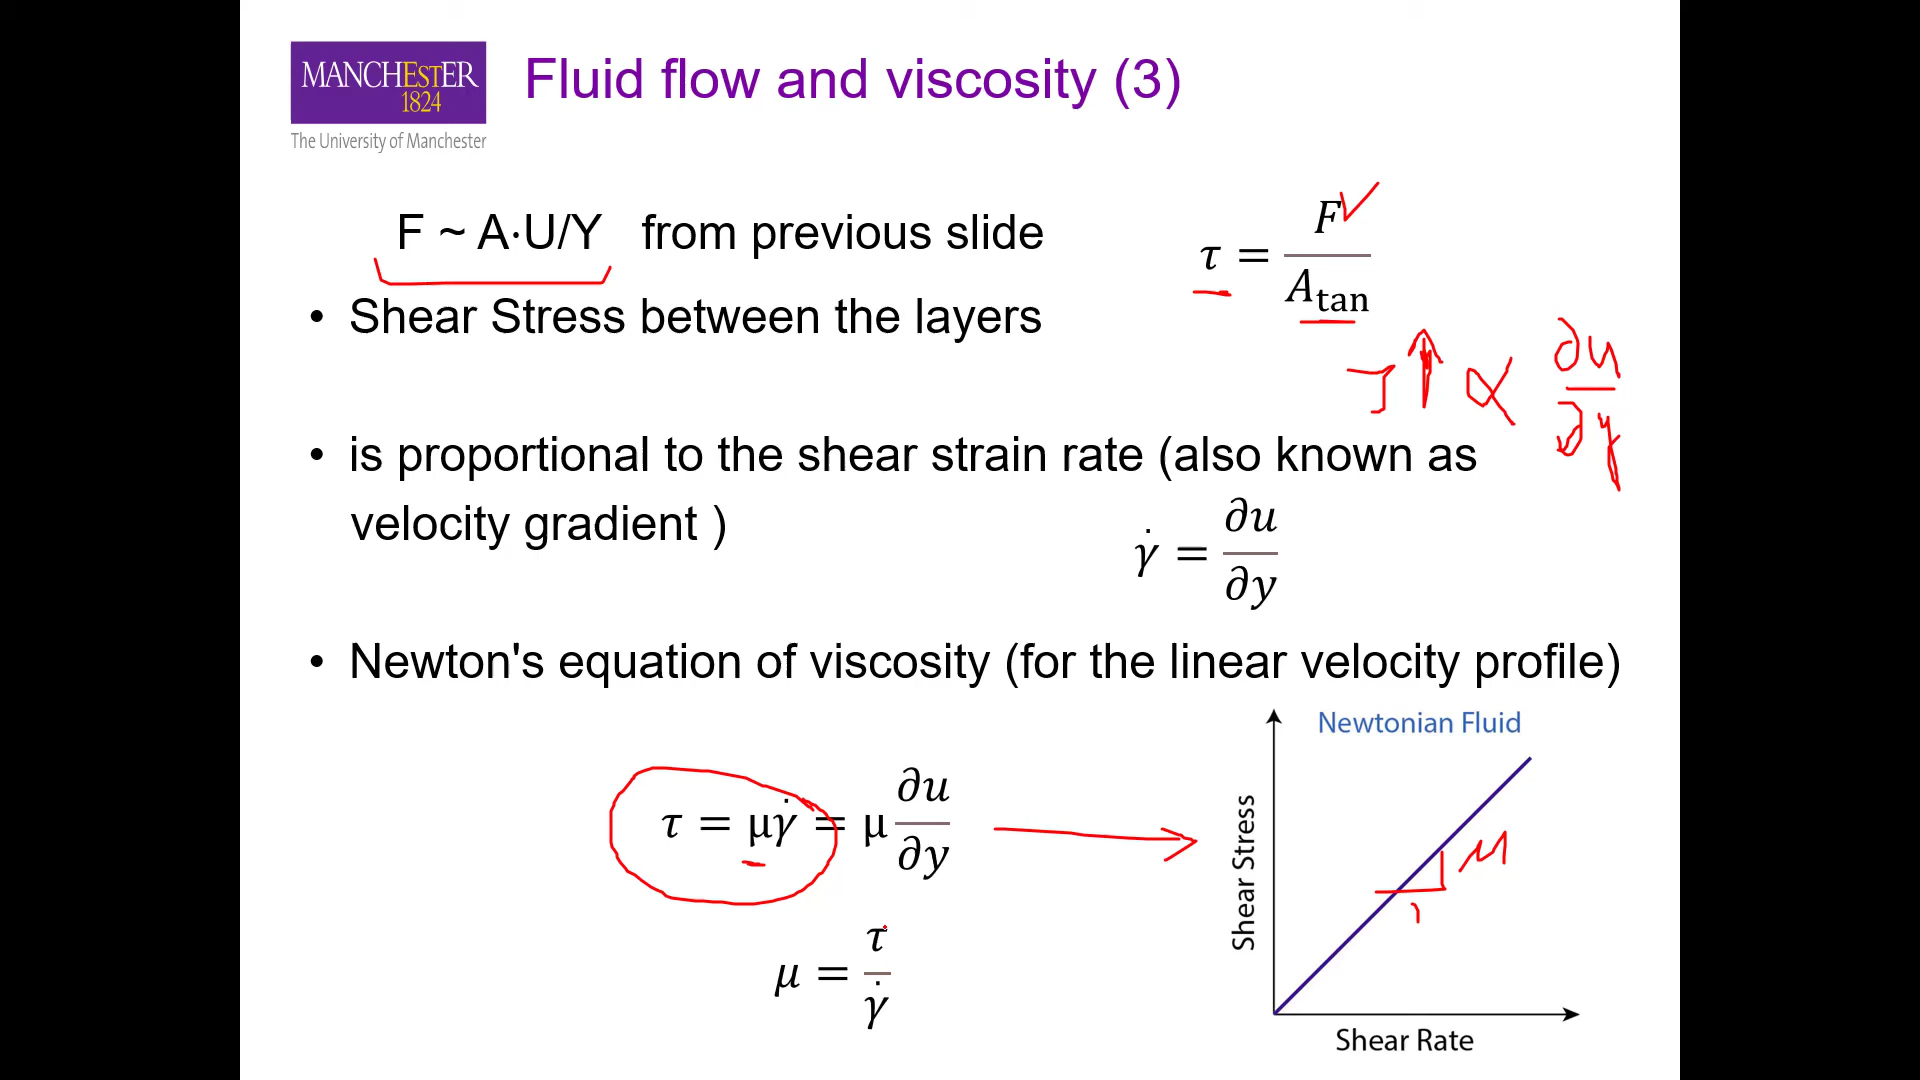 MANCHESTER
1824
The University of Manchester
Fluid flow and viscosity (3)
F ~ A·U/Y from previous slide
τ = F / A_tan
• Shear Stress between the layers
τ ↑ ∝ ∂u/∂y
• is proportional to the shear strain rate (also known as
velocity gradient )
γ̇ = ∂u/∂y
• Newton's equation of viscosity (for the linear velocity profile)
τ = μγ̇ = μ ∂u/∂y
μ = τ/γ̇
Newtonian Fluid
Shear Stress
μ
1
Shear Rate